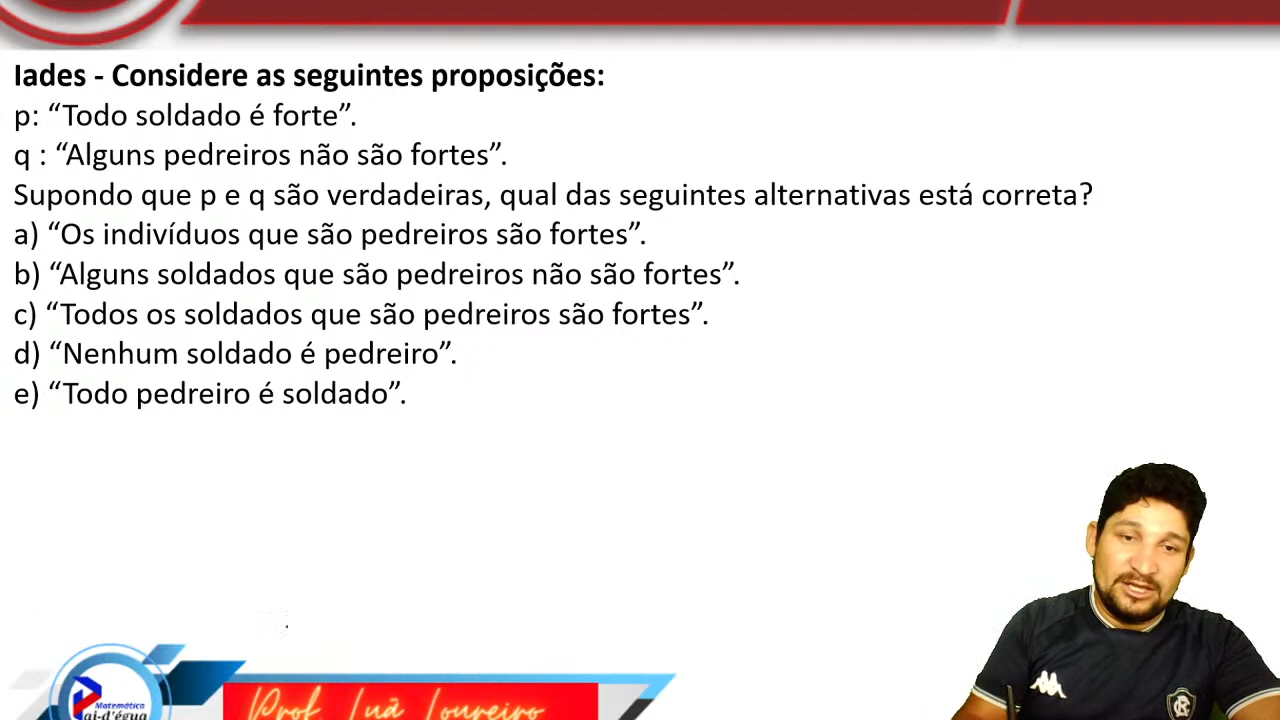 Iades - Considere as seguintes proposições:
p: “Todo soldado é forte”.
q : “Alguns pedreiros não são fortes”.
Supondo que p e q são verdadeiras, qual das seguintes alternativas está correta?
a) “Os indivíduos que são pedreiros são fortes”.
b) “Alguns soldados que são pedreiros não são fortes”.
c) “Todos os soldados que são pedreiros são fortes”.
d) “Nenhum soldado é pedreiro”.
e) “Todo pedreiro é soldado”.
Matemática
ai-d'égua
Prof. Luã Loureiro